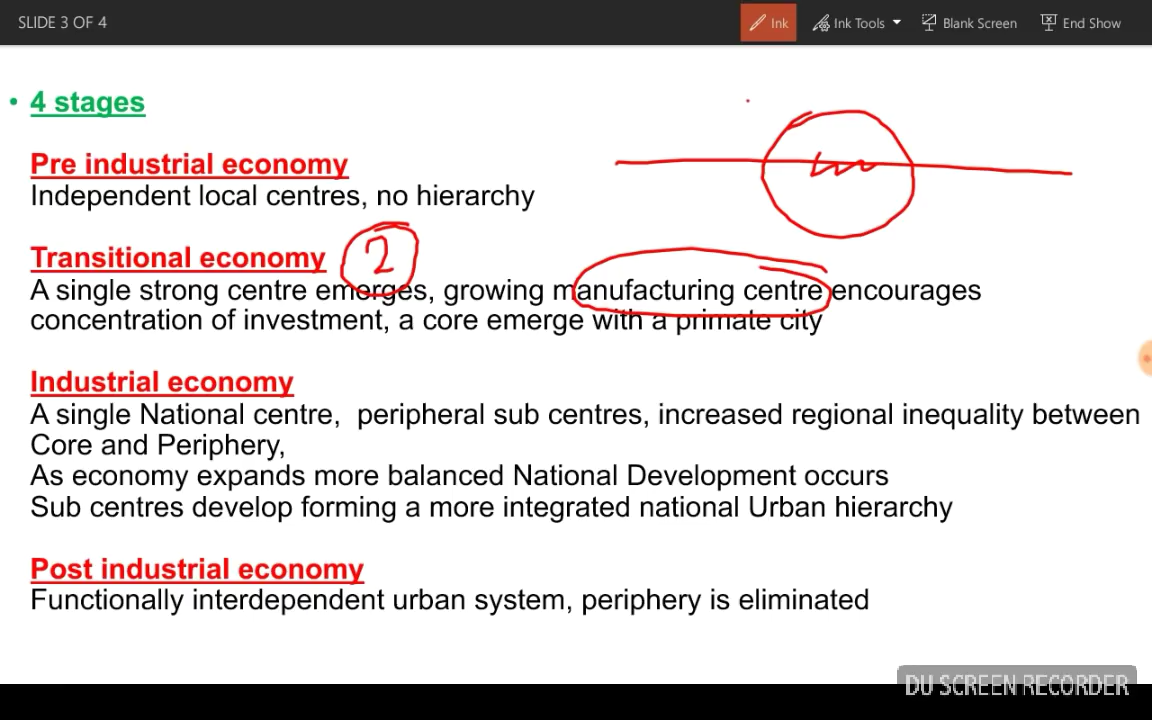 SLIDE 3 OF 4
Ink
Ink Tools
Blank Screen
End Show
• 4 stages
Pre industrial economy
Independent local centres, no hierarchy
Transitional economy 2
A single strong centre emerges, growing manufacturing centre encourages
concentration of investment, a core emerge with a primate city
Industrial economy
A single National centre,  peripheral sub centres, increased regional inequality between
Core and Periphery,
As economy expands more balanced National Development occurs
Sub centres develop forming a more integrated national Urban hierarchy
Post industrial economy
Functionally interdependent urban system, periphery is eliminated
DU SCREEN RECORDER